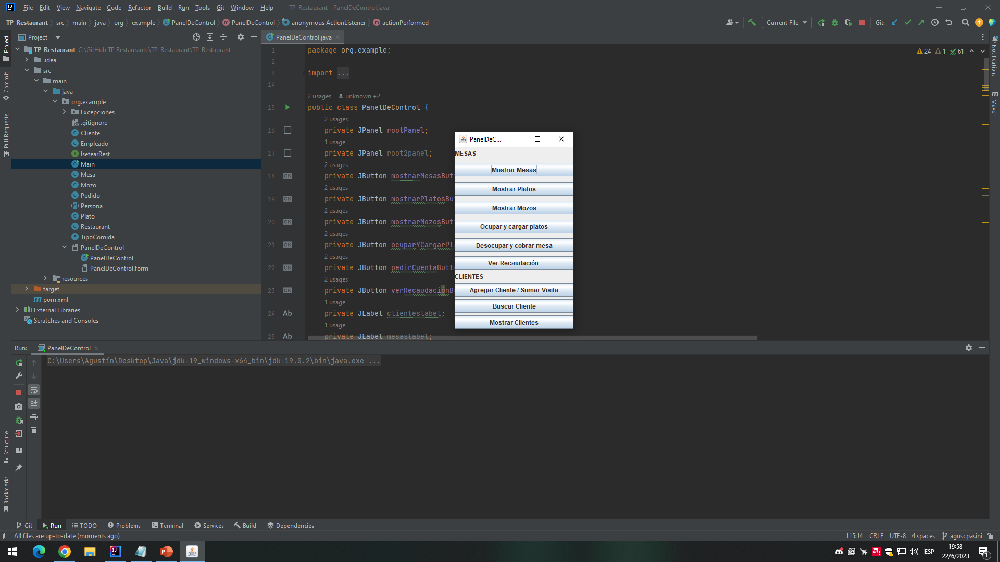 File Edit View Navigate Code Refactor Build Run Tools Git Window Help TP-Restaurant - PanelDeControl.java
TP-Restaurant src main java org example PanelDeControl PanelDeControl anonymous ActionListener actionPerformed Current File Git:
Project
PanelDeControl.java
TP-Restaurant C:\GitHub TP Restaurante\TP-Restaurant\TP-Restaurant
.idea
src
main
java
org.example
Excepciones
.gitignore
Cliente
Empleado
IsetearRest
Main
Mesa
Mozo
Pedido
Persona
Plato
Restaurant
TipoComida
PanelDeControl
PanelDeControl
PanelDeControl.form
resources
target
pom.xml
External Libraries
Scratches and Consoles
Project
Commit
Pull Requests
Structure
Bookmarks
Notifications
Maven
24 1 61
1 package org.example;
2
3 import ...
14
2 usages unknown +2
15 public class PanelDeControl {
2 usages
16 private JPanel rootPanel;
1 usage
17 private JPanel root2panel;
2 usages
18 OK private JButton mostrarMesasBut
2 usages
19 OK private JButton mostrarPlatosBu
2 usages
20 OK private JButton mostrarMozosBut
2 usages
21 OK private JButton ocuparYCargarPl
2 usages
22 OK private JButton pedirCuentaButt
2 usages
23 OK private JButton verRecaudaciónB
1 usage
24 Ab private JLabel clienteslabel;
1 usage
25 Ab private JLabel mesaslabel;
PanelDeC...
MESAS
Mostrar Mesas
Mostrar Platos
Mostrar Mozos
Ocupar y cargar platos
Desocupar y cobrar mesa
Ver Recaudación
CLIENTES
Agregar Cliente / Sumar Visita
Buscar Cliente
Mostrar Clientes
Run: PanelDeControl
C:\Users\Agustín\Desktop\Java\jdk-19_windows-x64_bin\jdk-19.0.2\bin\java.exe ...
Git Run TODO Problems Terminal Services Build Dependencies
All files are up-to-date (moments ago) 115:14 CRLF UTF-8 4 spaces aguscpasini
ESP
19:58
22/6/2023
1